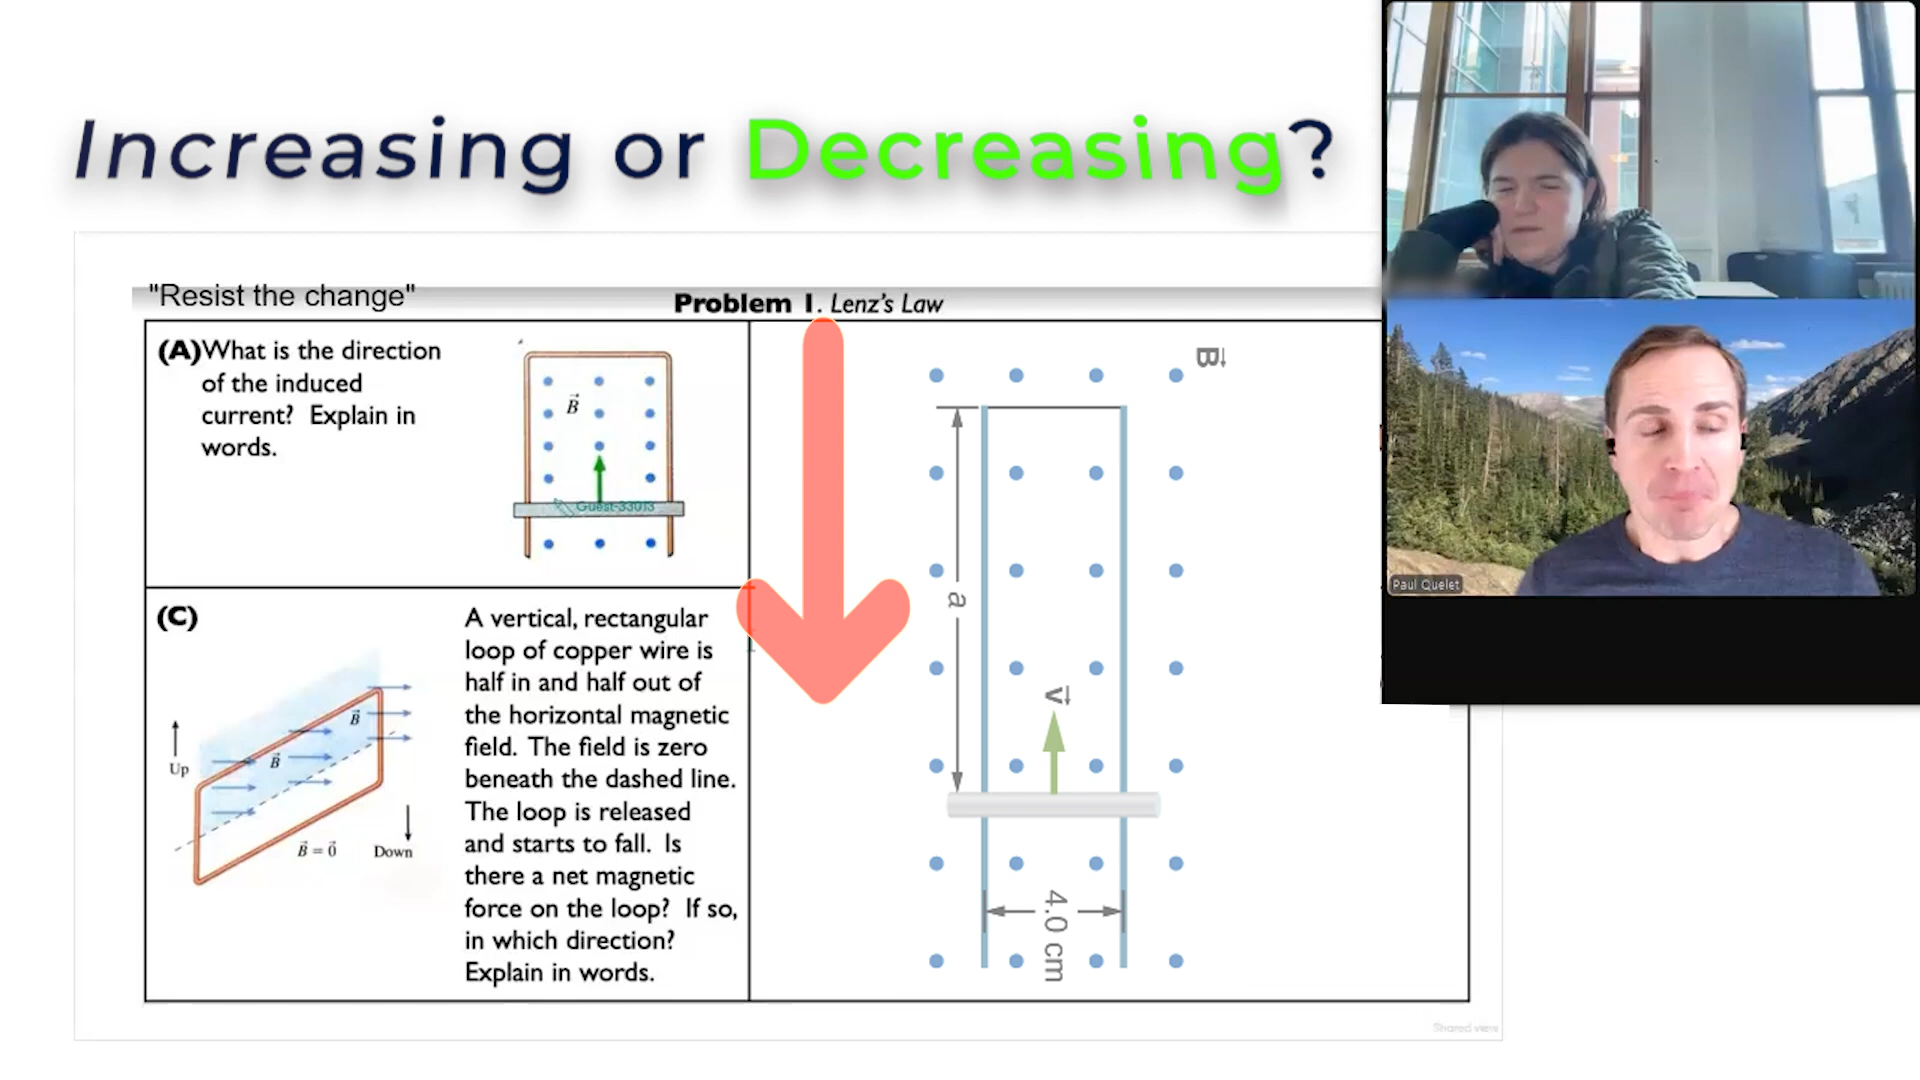 Increasing or Decreasing?
"Resist the change"
Problem 1. Lenz's Law
(A) What is the direction
of the induced
current? Explain in
words.
B
Guest-33013
(C)
A vertical, rectangular
loop of copper wire is
half in and half out of
the horizontal magnetic
field. The field is zero
beneath the dashed line.
The loop is released
and starts to fall. Is
there a net magnetic
force on the loop? If so,
in which direction?
Explain in words.
Up
B
B
B = 0
Down
B
a
v
4.0 cm
Paul Quelet
Shared view